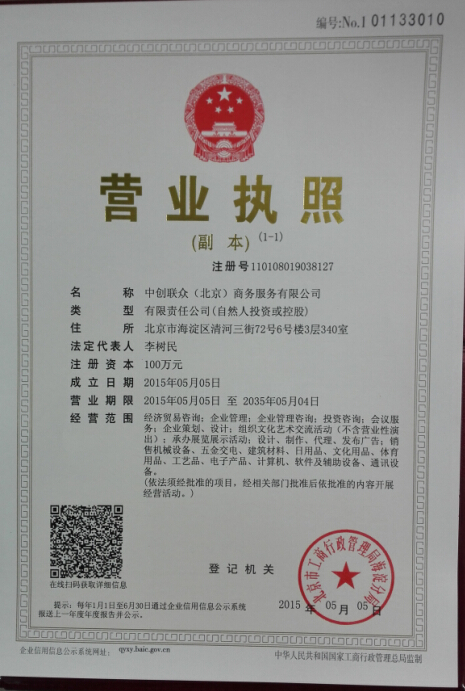 编号:No.1 01133010
营业执照
(副 本) (1-1)
注册号110108019038127
名 称 中创联众（北京）商务服务有限公司
类 型 有限责任公司(自然人投资或控股)
住 所 北京市海淀区清河三街72号6号楼3层340室
法定代表人 李树民
注册资本 100万元
成立日期 2015年05月05日
营业期限 2015年05月05日 至 2035年05月04日
经营范围 经济贸易咨询；企业管理；企业管理咨询；投资咨询；会议服
务；企业策划、设计；组织文化艺术交流活动（不含营业性演
出）；承办展览展示活动；设计、制作、代理、发布广告；销
售机械设备、五金交电、建筑材料、日用品、文化用品、体育
用品、工艺品、电子产品、计算机、软件及辅助设备、通讯设
备。
(依法须经批准的项目，经相关部门批准后依批准的内容开展
经营活动。)
在线扫码获取详细信息
登记机关
北京市工商行政管理局海淀分局
2015 年 05 月 05 日
提示：每年1月1日至6月30日通过企业信用信息公示系统
报送上一年度年度报告并公示。
企业信用信息公示系统网址： qyxy.baic.gov.cn
中华人民共和国国家工商行政管理总局监制